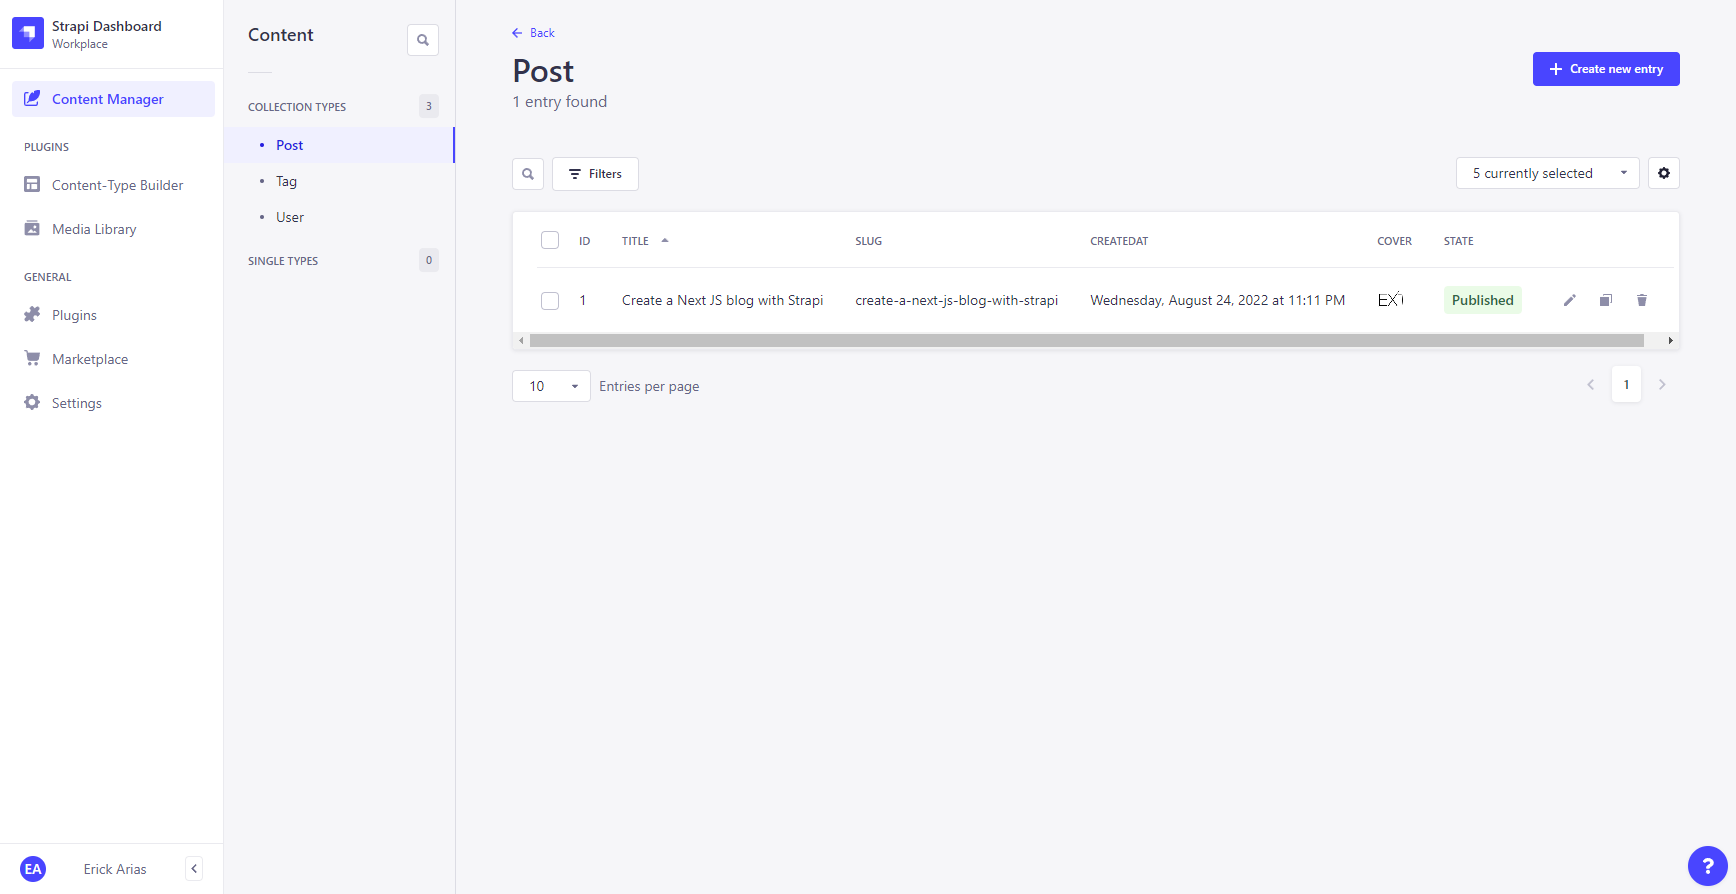 Strapi Dashboard
Workplace
Content Manager
PLUGINS
Content-Type Builder
Media Library
GENERAL
Plugins
Marketplace
Settings
EA
Erick Arias
Content
COLLECTION TYPES 3
Post
Tag
User
SINGLE TYPES 0
Back
Post
1 entry found
Create new entry
Filters
5 currently selected
ID TITLE SLUG CREATEDAT COVER STATE
1 Create a Next JS blog with Strapi create-a-next-js-blog-with-strapi Wednesday, August 24, 2022 at 11:11 PM Published
10 Entries per page
1
?